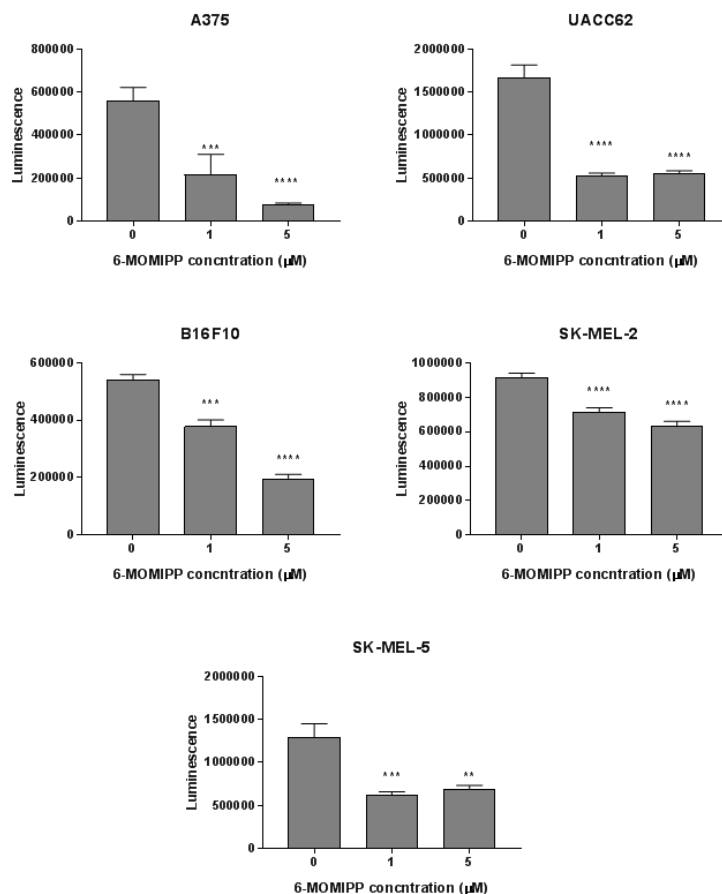 A375
800000
600000
400000
200000
0
Luminescence
***
****
0 1 5
6-MOMIPP concntration (μM)
UACC62
2000000
1500000
1000000
500000
0
Luminescence
****
****
0 1 5
6-MOMIPP concntration (μM)
B16F10
600000
400000
200000
0
Luminescence
***
****
0 1 5
6-MOMIPP concntration (μM)
SK-MEL-2
1000000
800000
600000
400000
200000
0
Luminescence
****
****
0 1 5
6-MOMIPP concntration (μM)
SK-MEL-5
2000000
1500000
1000000
500000
0
Luminescence
***
**
0 1 5
6-MOMIPP concntration (μM)